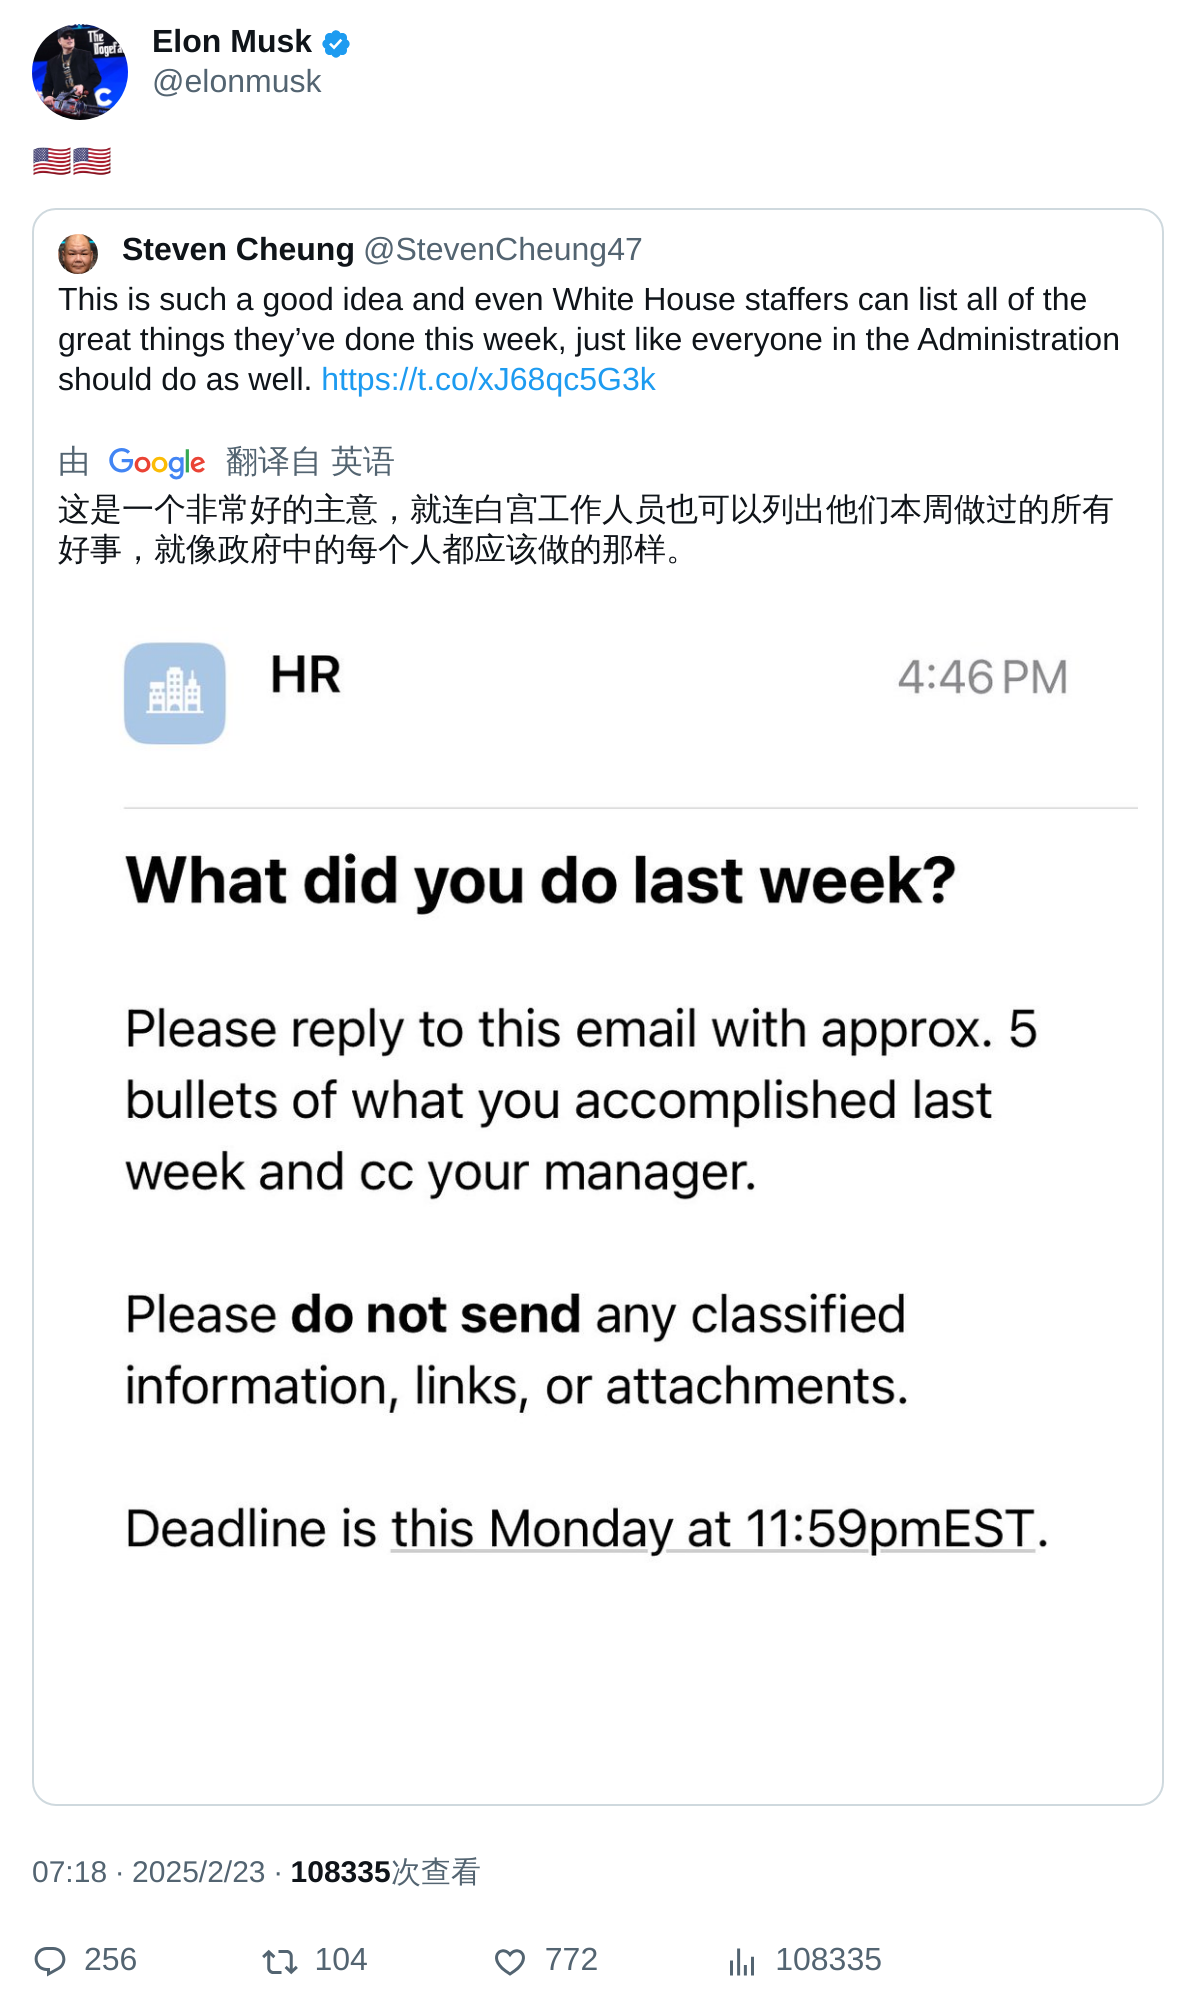 The
Dogefa
C
Elon Musk
@elonmusk
🇺🇸🇺🇸
Steven Cheung @StevenCheung47
This is such a good idea and even White House staffers can list all of the
great things they’ve done this week, just like everyone in the Administration
should do as well. https://t.co/xJ68qc5G3k
由 Google 翻译自 英语
这是一个非常好的主意，就连白宫工作人员也可以列出他们本周做过的所有
好事，就像政府中的每个人都应该做的那样。
HR 4:46 PM
What did you do last week?
Please reply to this email with approx. 5
bullets of what you accomplished last
week and cc your manager.
Please do not send any classified
information, links, or attachments.
Deadline is this Monday at 11:59pmEST.
07:18 · 2025/2/23 · 108335次查看
256 104 772 108335